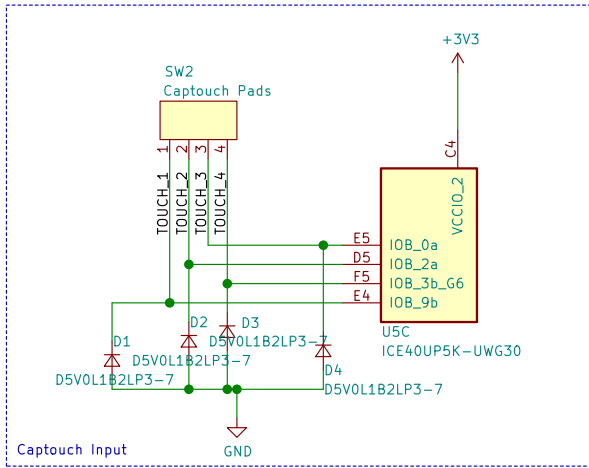 +3V3
SW2
Captouch Pads
1
2
3
4
C4
TOUCH_1
TOUCH_2
TOUCH_3
TOUCH_4
VCCIO_2
E5
IOB_0a
D5
IOB_2a
F5
IOB_3b_G6
E4
IOB_9b
U5C
ICE40UP5K-UWG30
D1
D5V0L1B2LP3-7
D2
D5V0L1B2LP3-7
D3
D5V0L1B2LP3-7
D4
D5V0L1B2LP3-7
Captouch Input
GND